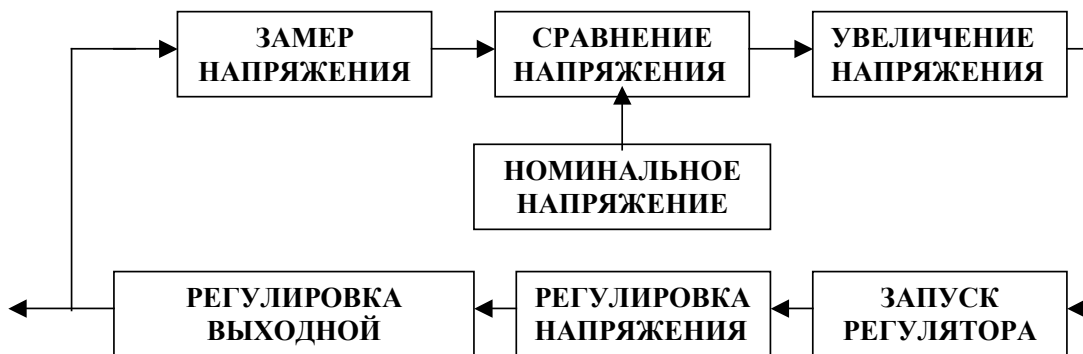 ЗАМЕР
НАПРЯЖЕНИЯ
СРАВНЕНИЕ
НАПРЯЖЕНИЯ
УВЕЛИЧЕНИЕ
НАПРЯЖЕНИЯ
НОМИНАЛЬНОЕ
НАПРЯЖЕНИЕ
РЕГУЛИРОВКА
ВЫХОДНОЙ
РЕГУЛИРОВКА
НАПРЯЖЕНИЯ
ЗАПУСК
РЕГУЛЯТОРА